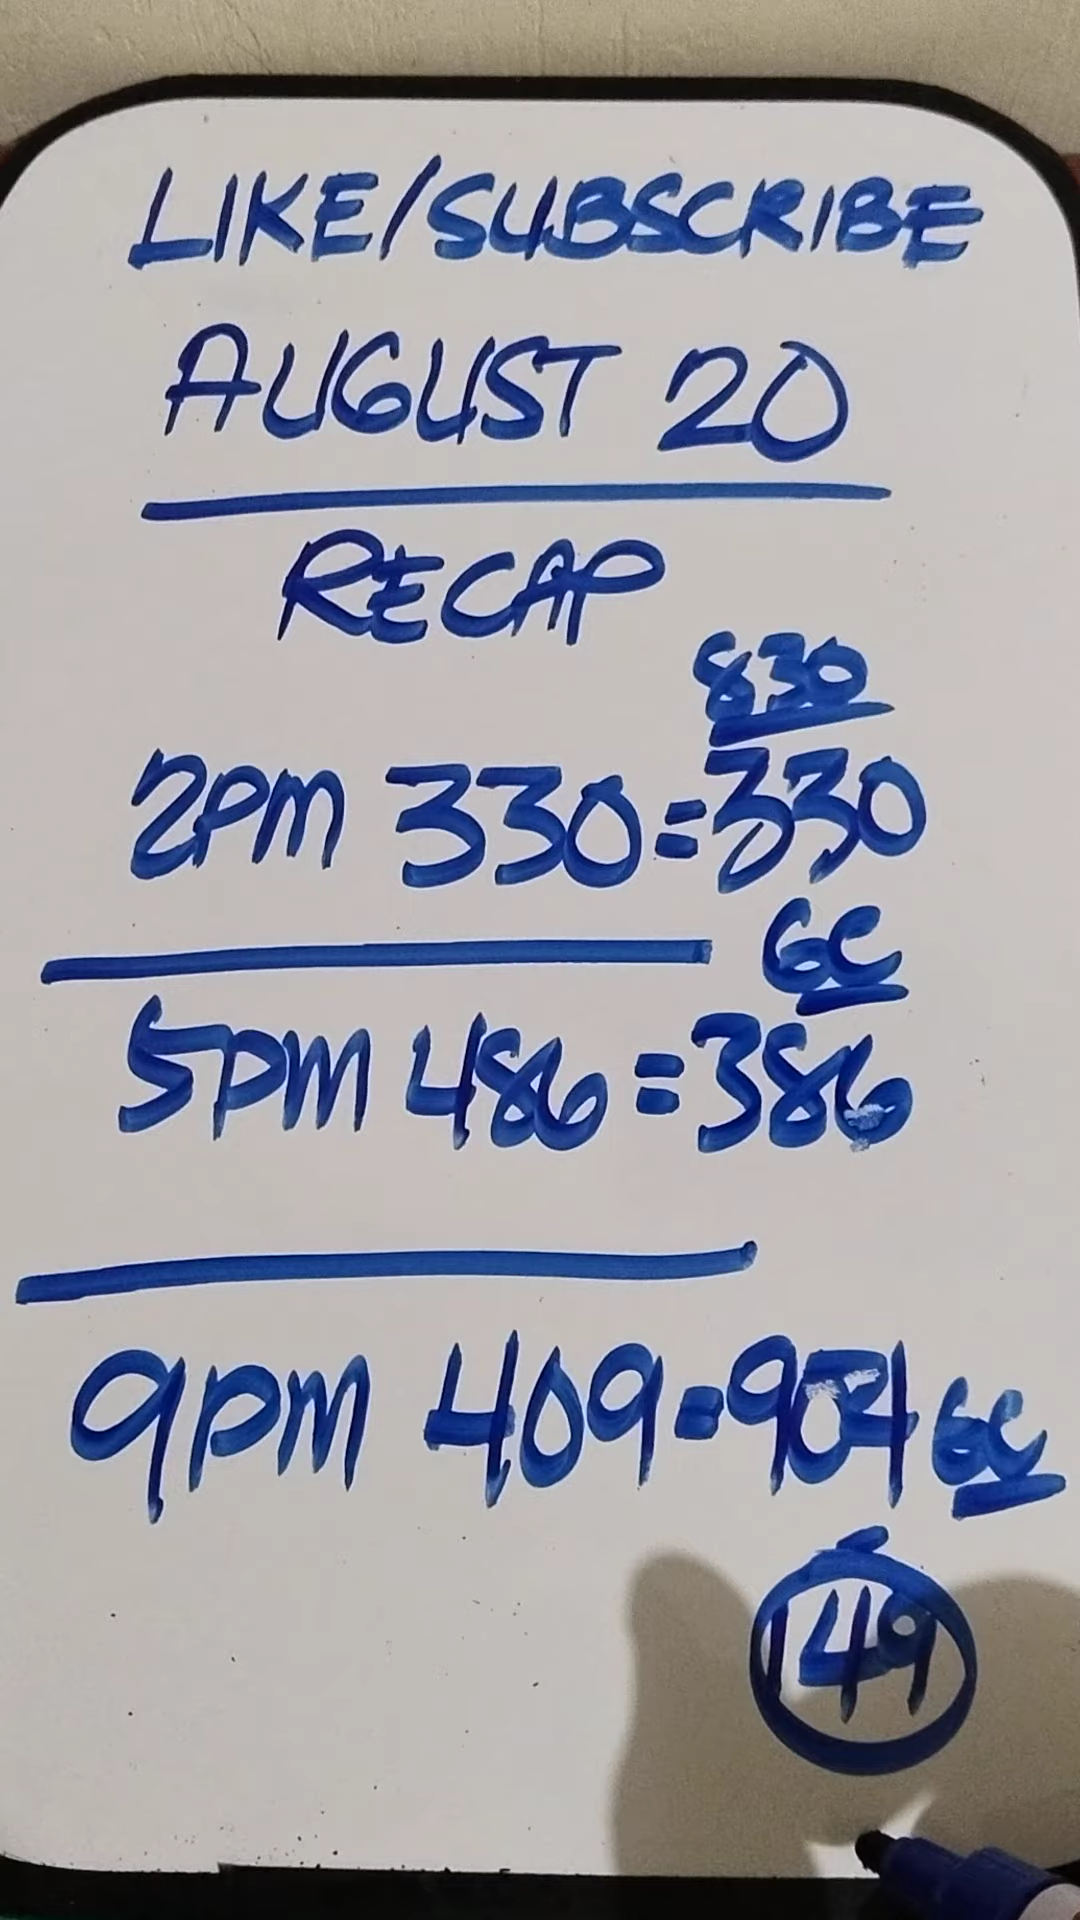 LIKE/SUBSCRIBE
AUGUST 20
RECAP
830
2PM 330=330
GC
5PM 486=386
9PM 409=904 GC
149